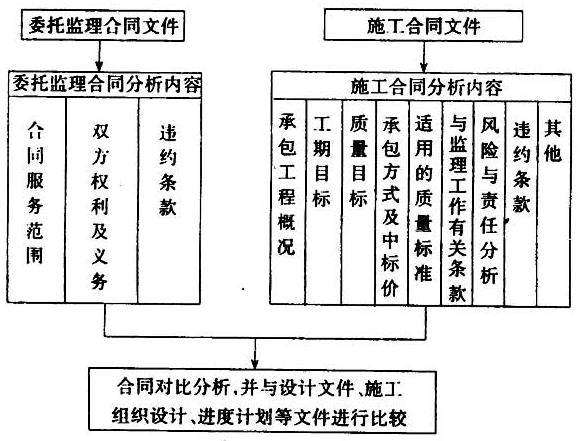 委托监理合同文件
施工合同文件
委托监理合同分析内容
合同服务范围
双方权利及义务
违约条款
施工合同分析内容
承包工程概况
工期目标
质量目标
承包方式及中标价
适用的质量标准
与监理工作有关条款
风险与责任分析
违约条款
其他
合同对比分析,并与设计文件、施工
组织设计、进度计划等文件进行比较